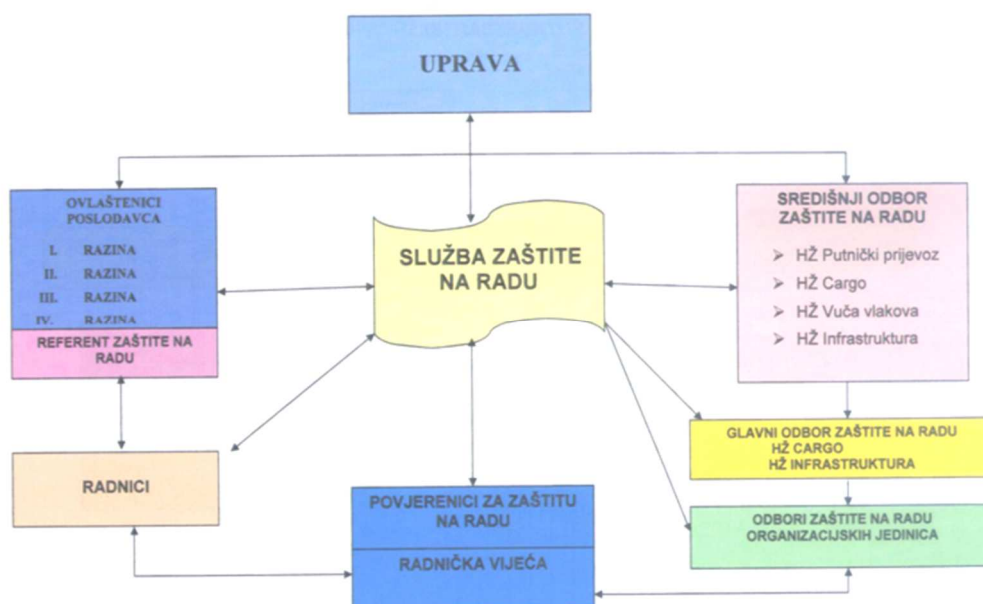 UPRAVA
OVLAŠTENICI
POSLODAVCA
I. RAZINA
II. RAZINA
III. RAZINA
IV. RAZINA
REFERENT ZAŠTITE NA
RADU
SLUŽBA ZAŠTITE
NA RADU
SREDIŠNJI ODBOR
ZAŠTITE NA RADU
➢ HŽ Putnički prijevoz
➢ HŽ Cargo
➢ HŽ Vuča vlakova
➢ HŽ Infrastruktura
GLAVNI ODBOR ZAŠTITE NA RADU
HŽ CARGO
HŽ INFRASTRUKTURA
RADNICI
POVJERENICI ZA ZAŠTITU
NA RADU
RADNIČKA VIJEĆA
ODBORI ZAŠTITE NA RADU
ORGANIZACIJSKIH JEDINICA